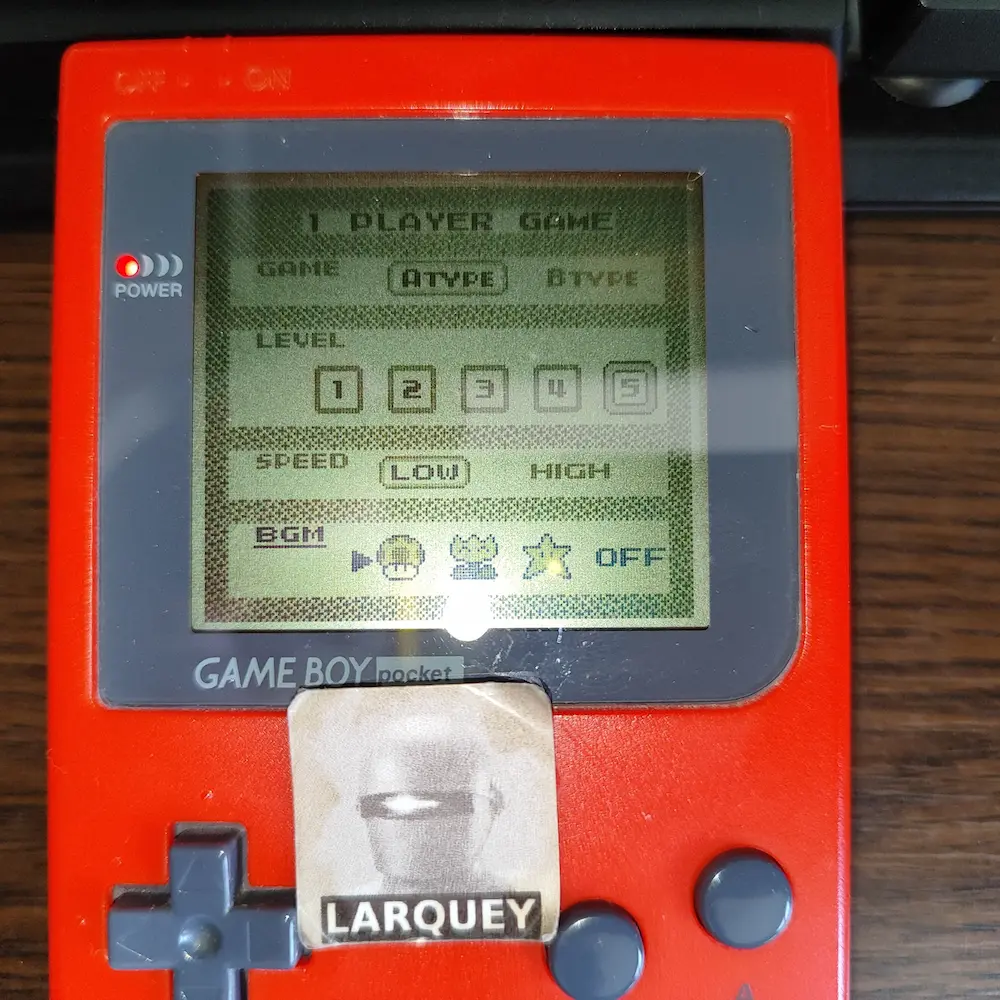 OFF ON
1 PLAYER GAME
GAME ATYPE BTYPE
LEVEL
1 2 3 4 5
POWER
SPEED LOW HIGH
BGM OFF
GAME BOY pocket
LARQUEY
A